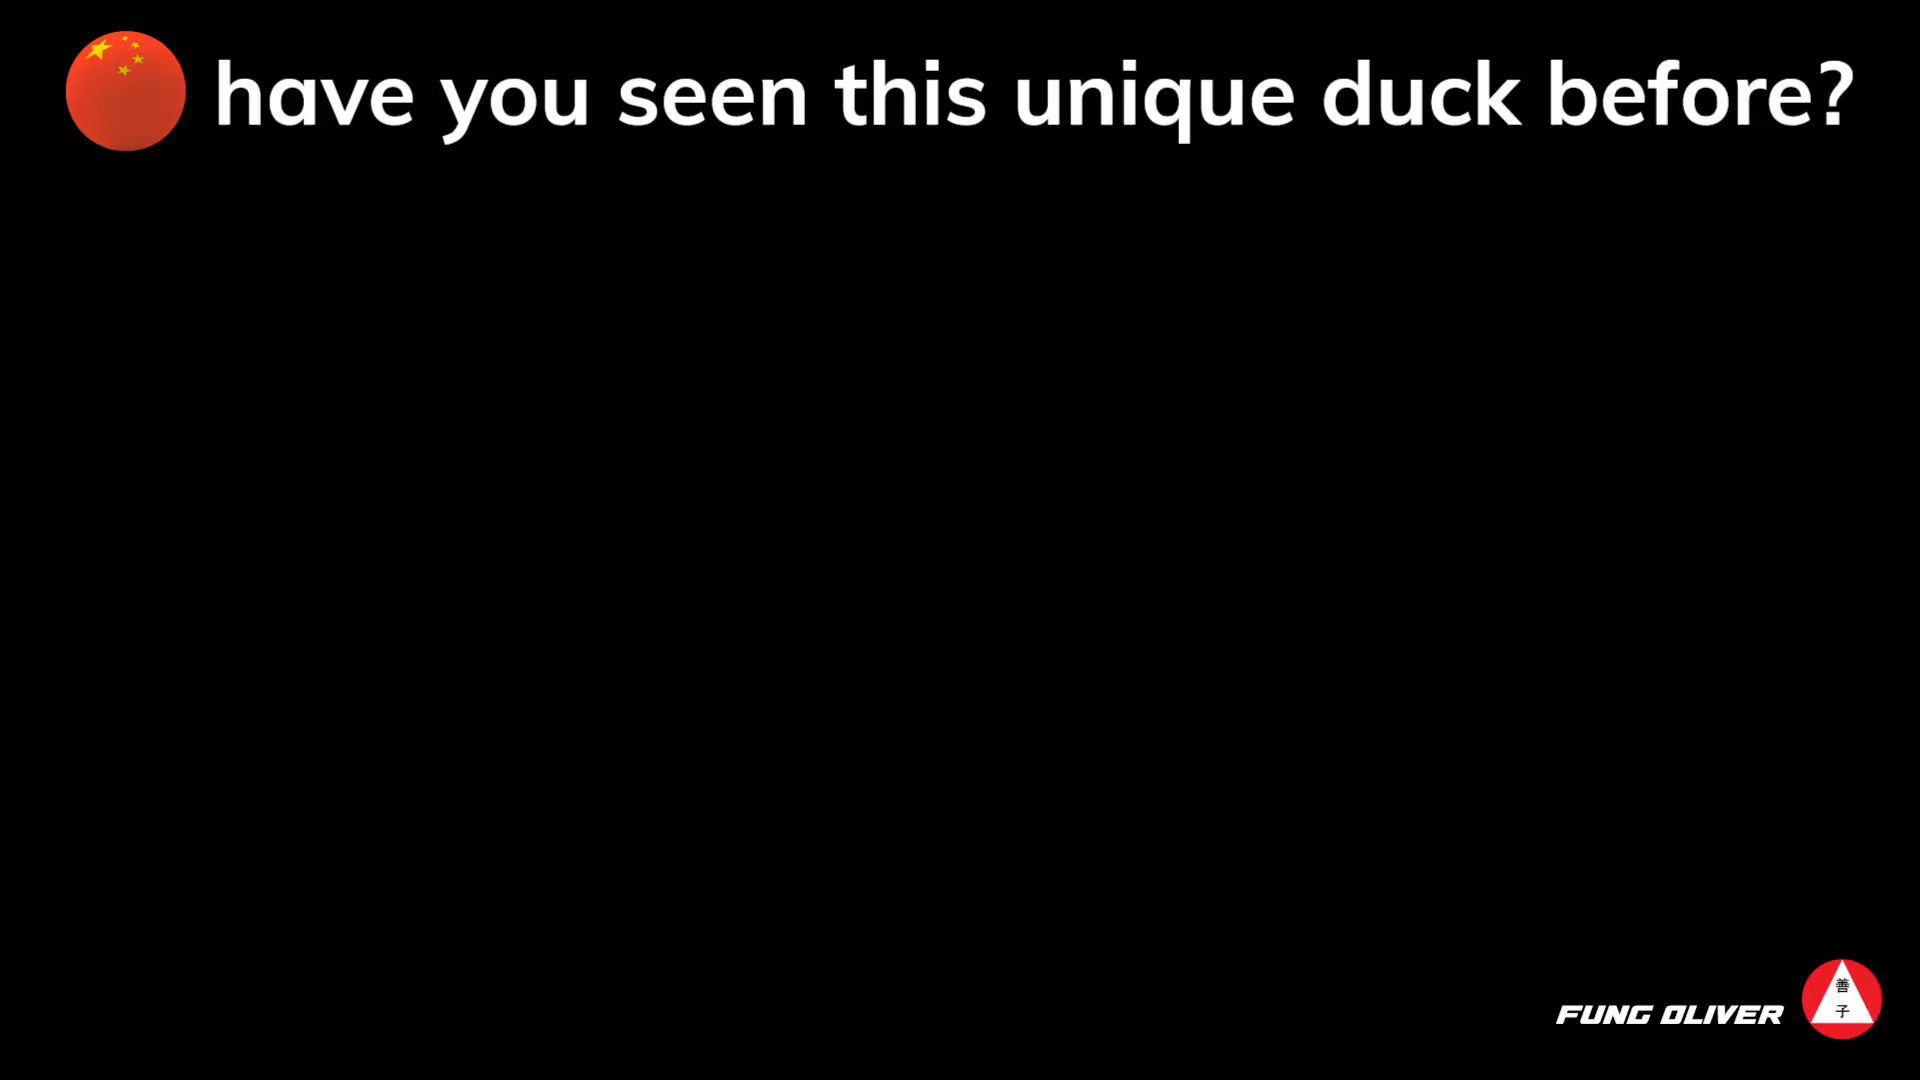 have you seen this unique duck before?
FUNG OLIVER
善
子